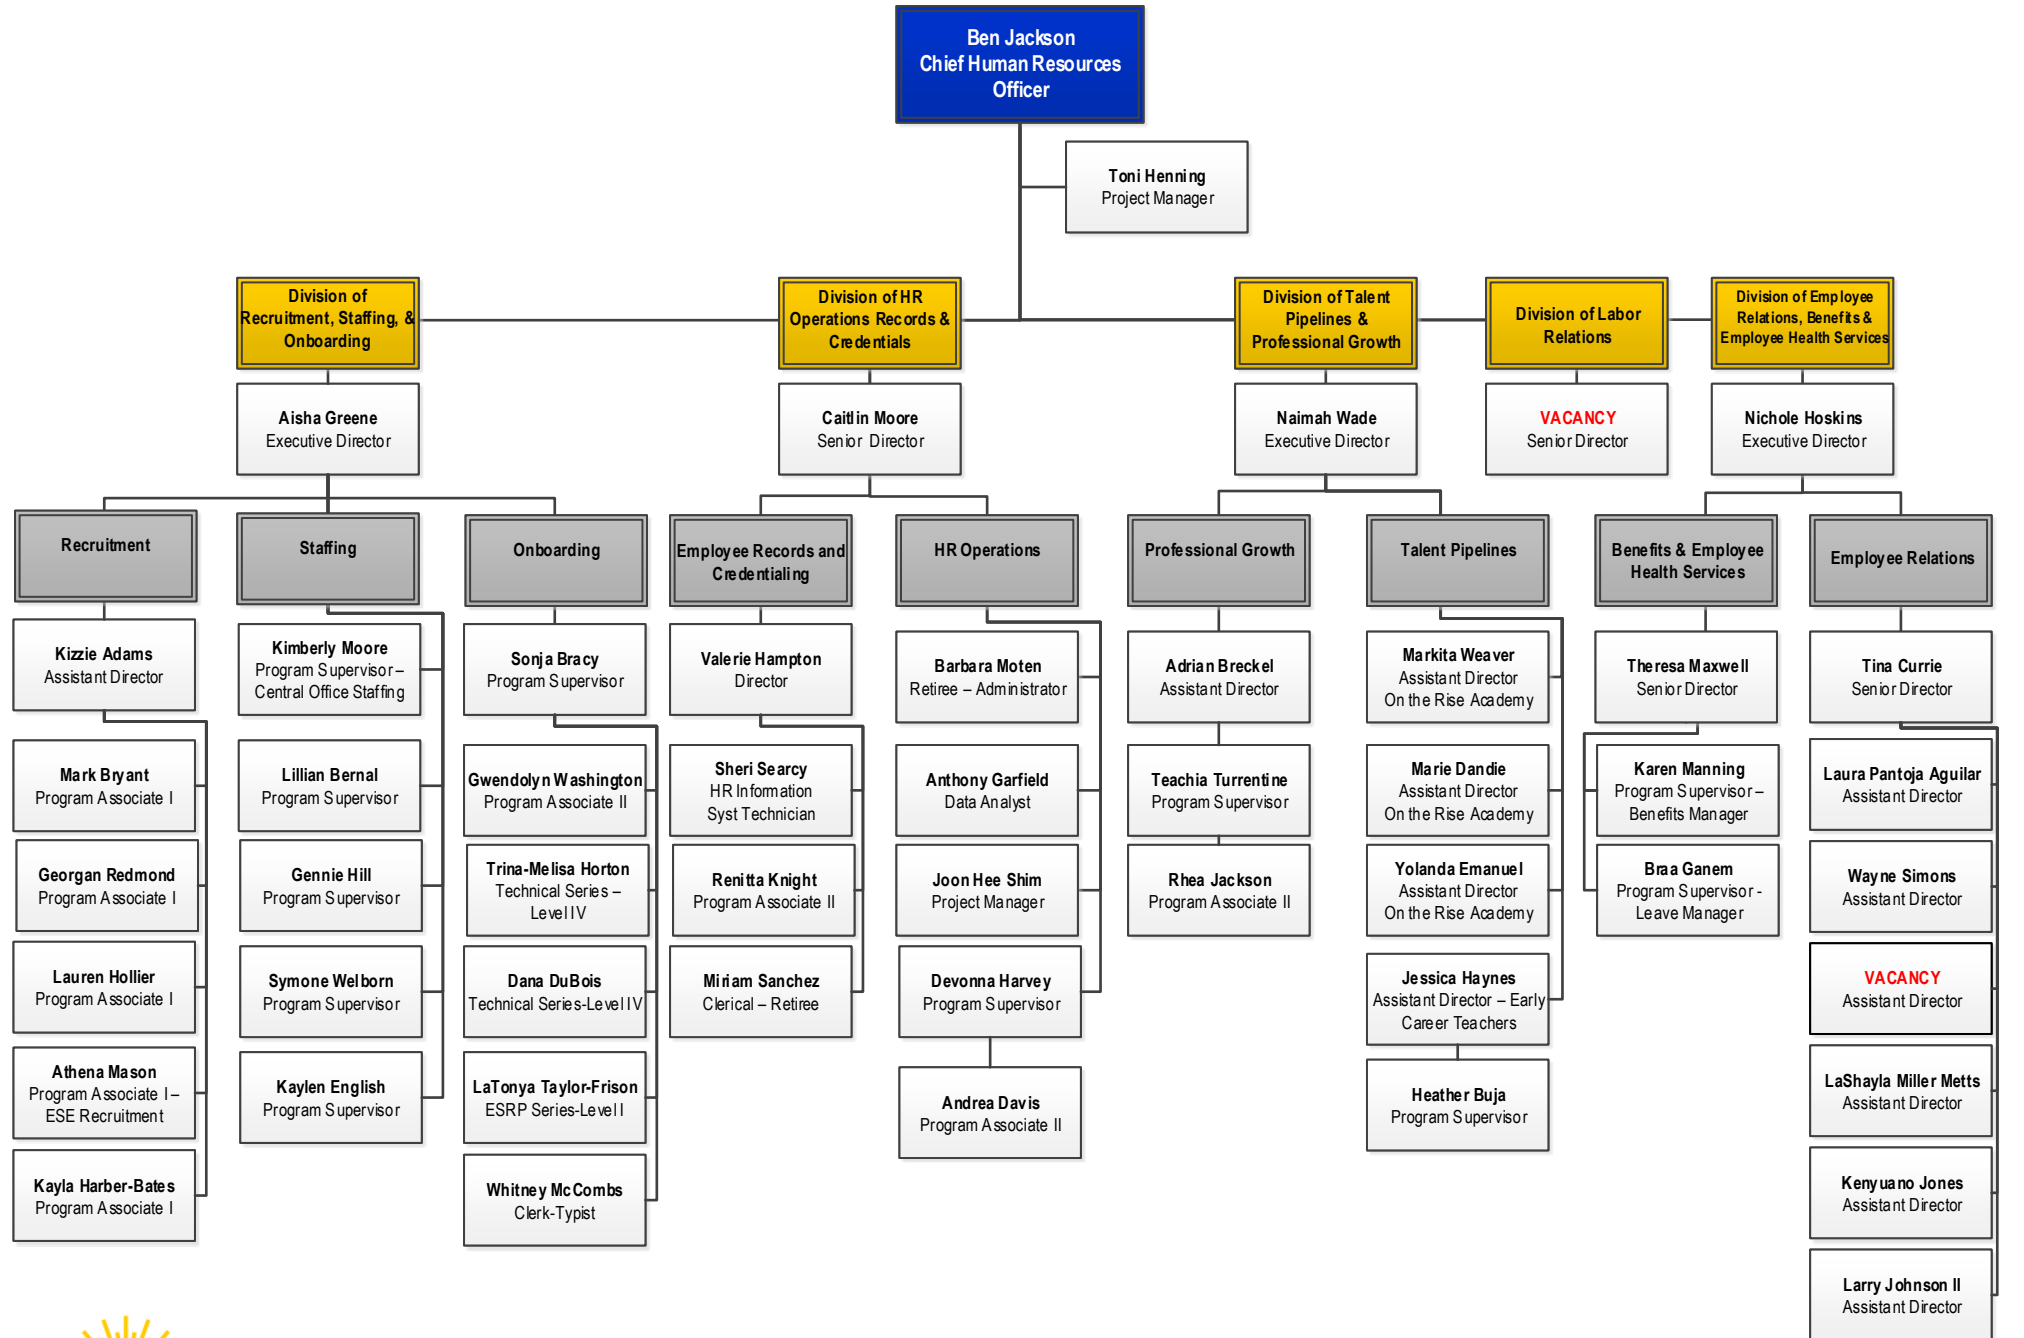 Ben Jackson
Chief Human Resources
Officer
Toni Henning
Project Manager
Division of
Recruitment, Staffing, &
Onboarding
Division of HR
Operations Records &
Credentials
Division of Talent
Pipelines &
Professional Growth
Division of Labor
Relations
Division of Employee
Relations, Benefits &
Employee Health Services
Aisha Greene
Executive Director
Caitlin Moore
Senior Director
Naimah Wade
Executive Director
VACANCY
Senior Director
Nichole Hoskins
Executive Director
Recruitment
Staffing
Onboarding
Employee Records and
Credentialing
HR Operations
Professional Growth
Talent Pipelines
Benefits & Employee
Health Services
Employee Relations
Kizzie Adams
Assistant Director
Mark Bryant
Program Associate I
Georgan Redmond
Program Associate I
Lauren Hollier
Program Associate I
Athena Mason
Program Associate I –
ESE Recruitment
Kayla Harber-Bates
Program Associate I
Kimberly Moore
Program Supervisor –
Central Office Staffing
Lillian Bernal
Program Supervisor
Gennie Hill
Program Supervisor
Symone Welborn
Program Supervisor
Kaylen English
Program Supervisor
Sonja Bracy
Program Supervisor
Gwendolyn Washington
Program Associate II
Trina-Melisa Horton
Technical Series –
Level IV
Dana DuBois
Technical Series-Level IV
LaTonya Taylor-Frison
ESRP Series-Level I
Whitney McCombs
Clerk-Typist
Valerie Hampton
Director
Sheri Searcy
HR Information
Syst Technician
Renitta Knight
Program Associate II
Miriam Sanchez
Clerical – Retiree
Barbara Moten
Retiree – Administrator
Anthony Garfield
Data Analyst
Joon Hee Shim
Project Manager
Devonna Harvey
Program Supervisor
Andrea Davis
Program Associate II
Adrian Breckel
Assistant Director
Teachia Turrentine
Program Supervisor
Rhea Jackson
Program Associate II
Markita Weaver
Assistant Director
On the Rise Academy
Marie Dandie
Assistant Director
On the Rise Academy
Yolanda Emanuel
Assistant Director
On the Rise Academy
Jessica Haynes
Assistant Director – Early
Career Teachers
Heather Buja
Program Supervisor
Theresa Maxwell
Senior Director
Karen Manning
Program Supervisor –
Benefits Manager
Braa Ganem
Program Supervisor -
Leave Manager
Tina Currie
Senior Director
Laura Pantoja Aguilar
Assistant Director
Wayne Simons
Assistant Director
VACANCY
Assistant Director
LaShayla Miller Metts
Assistant Director
Kenyuano Jones
Assistant Director
Larry Johnson II
Assistant Director